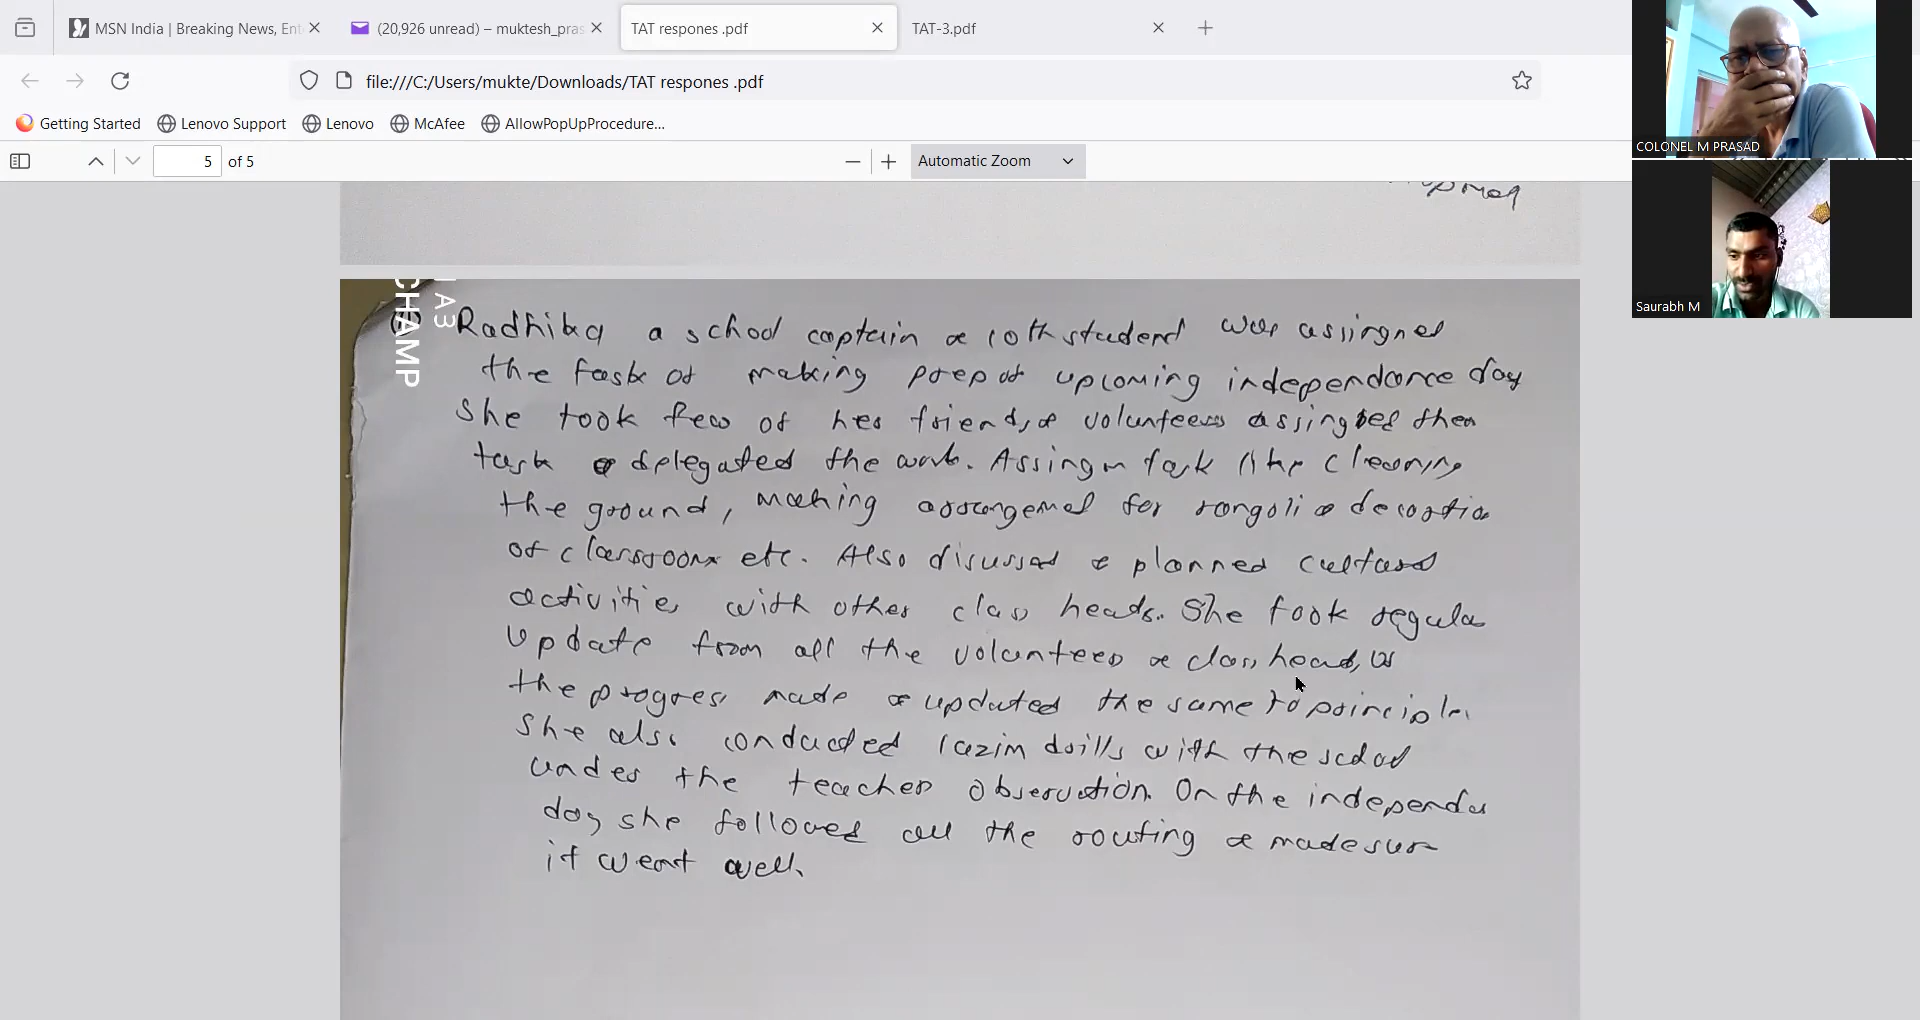 MSN India | Breaking News, Ent
(20,926 unread) – muktesh_pras
TAT respones .pdf
TAT-3.pdf
file:///C:/Users/mukte/Downloads/TAT respones .pdf
Getting Started
Lenovo Support
Lenovo
McAfee
AllowPopUpProcedure...
5 of 5
Automatic Zoom
COLONEL M PRASAD
Saurabh M
A3
CHAMP
Radhika a school captain & 10th student was assigned
the task of making prep of upcoming independance day
She took few of her friends & volunteers assingned them
task & delegated the work. Assingn task like cleaning
the ground, making arrangemet for rangoli & decoration
of classroom etc. Also discussed & planned cultural
activities with other class heads. She took regular
update from all the volunteers & class heads, of
the progress made & updated the same to principle.
She also conducted lazim drills with the school
under the teacher observation. On the independa
day she followed all the routing & made sure
it went well.